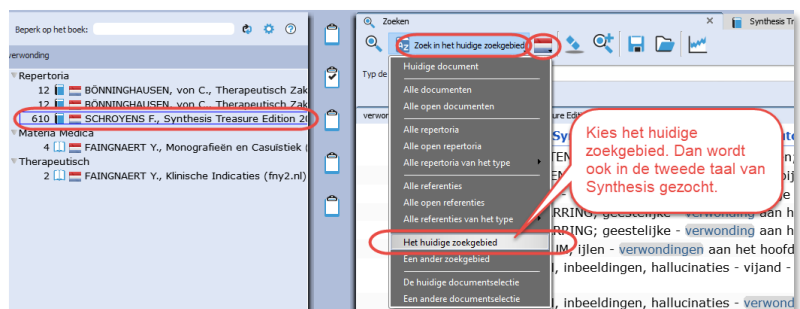 Beperk op het boek:
verwonding
Repertoria
12 BÖNNINGHAUSEN, von C., Therapeutisch Zak
12 BÖNNINGHAUSEN, von C., Therapeutisch Zak
610 SCHROYENS F., Synthesis Treasure Edition 20
Materia Medica
4 FAINGNAERT Y., Monografieën en Casuïstiek (
Therapeutisch
2 FAINGNAERT Y., Klinische Indicaties (fny2.nl)
Zoeken
Synthesis Tr
Zoek in het huidige zoekgebied
Typ de
verwor
ure Edit
Huidige document
Alle documenten
Alle open documenten
Alle repertoria
Alle open repertoria
Alle repertoria van het type
Alle referenties
Alle open referenties
Alle referenties van het type
Het huidige zoekgebied
Een ander zoekgebied
De huidige documentselectie
Een andere documentselectie
Kies het huidige
zoekgebied. Dan wordt
ook in de tweede taal van
Synthesis gezocht.
RRING; geestelijke - verwonding aan h
RRING; geestelijke - verwonding aan h
UM, ijlen - verwondingen aan het hoofd
, inbeeldingen, hallucinaties - vijand -
, inbeeldingen, hallucinaties - verwond